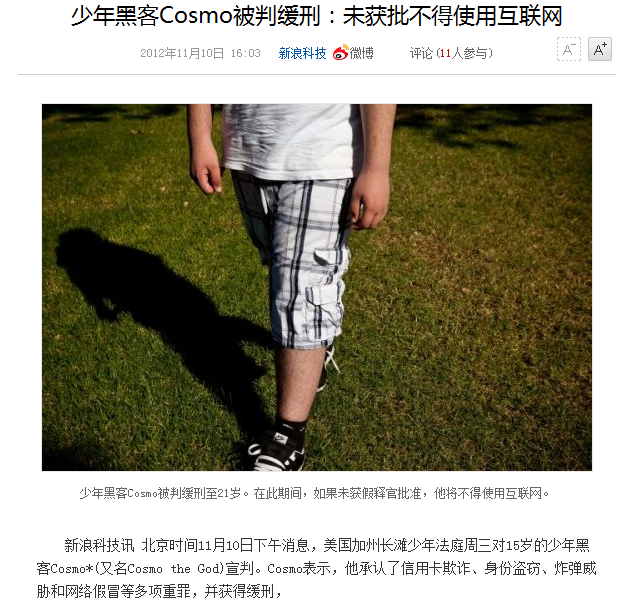 少年黑客Cosmo被判缓刑：未获批不得使用互联网
2012年11月10日 16:03 新浪科技 微博 评论(11人参与) A- A+
少年黑客Cosmo被判缓刑至21岁。在此期间，如果未获假释官批准，他将不得使用互联网。
新浪科技讯 北京时间11月10日下午消息，美国加州长滩少年法庭周三对15岁的少年黑
客Cosmo*(又名Cosmo the God)宣判。Cosmo表示，他承认了信用卡欺诈、身份盗窃、炸弹威
胁和网络假冒等多项重罪，并获得缓刑，